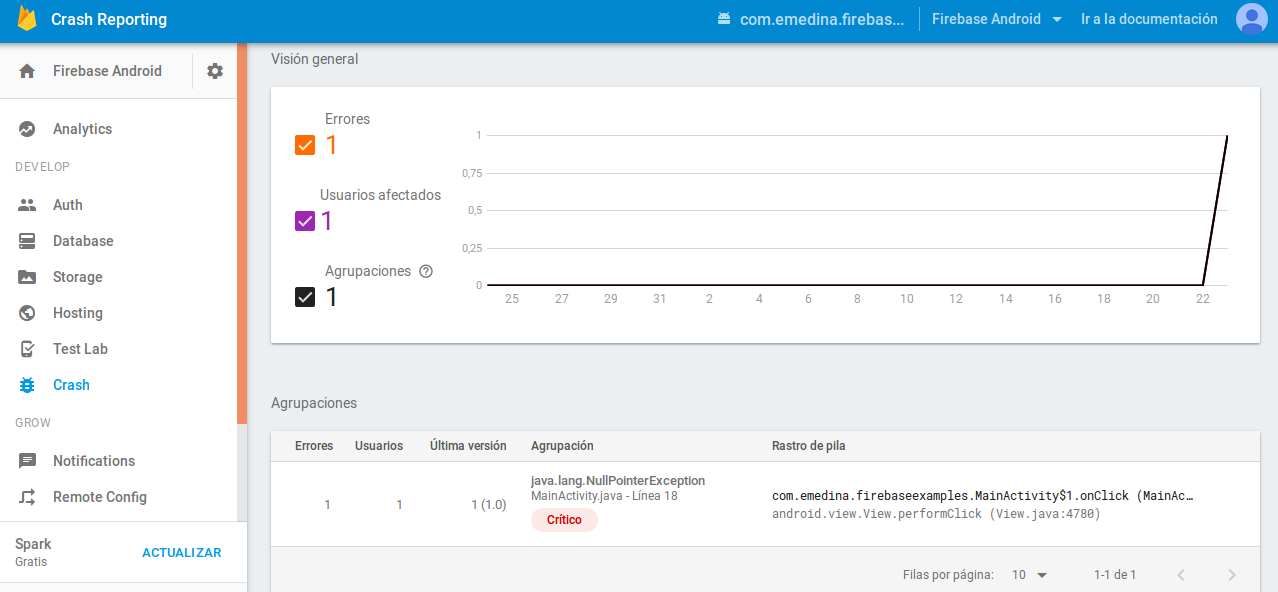 Crash Reporting
com.emedina.firebas...
Firebase Android
Ir a la documentación
Firebase Android
Analytics
DEVELOP
Auth
Database
Storage
Hosting
Test Lab
Crash
GROW
Notifications
Remote Config
Spark
Gratis
ACTUALIZAR
Visión general
Errores
1
Usuarios afectados
1
Agrupaciones
1
1
0,75
0,5
0,25
0
25 27 29 31 2 4 6 8 10 12 14 16 18 20 22
Agrupaciones
Errores Usuarios Última versión Agrupación Rastro de pila
1 1 1 (1.0)
java.lang.NullPointerException
MainActivity.java - Línea 18
Crítico
com.emedina.firebaseexamples.MainActivity$1.onClick (MainAc…
android.view.View.performClick (View.java:4780)
Filas por página: 10 1-1 de 1